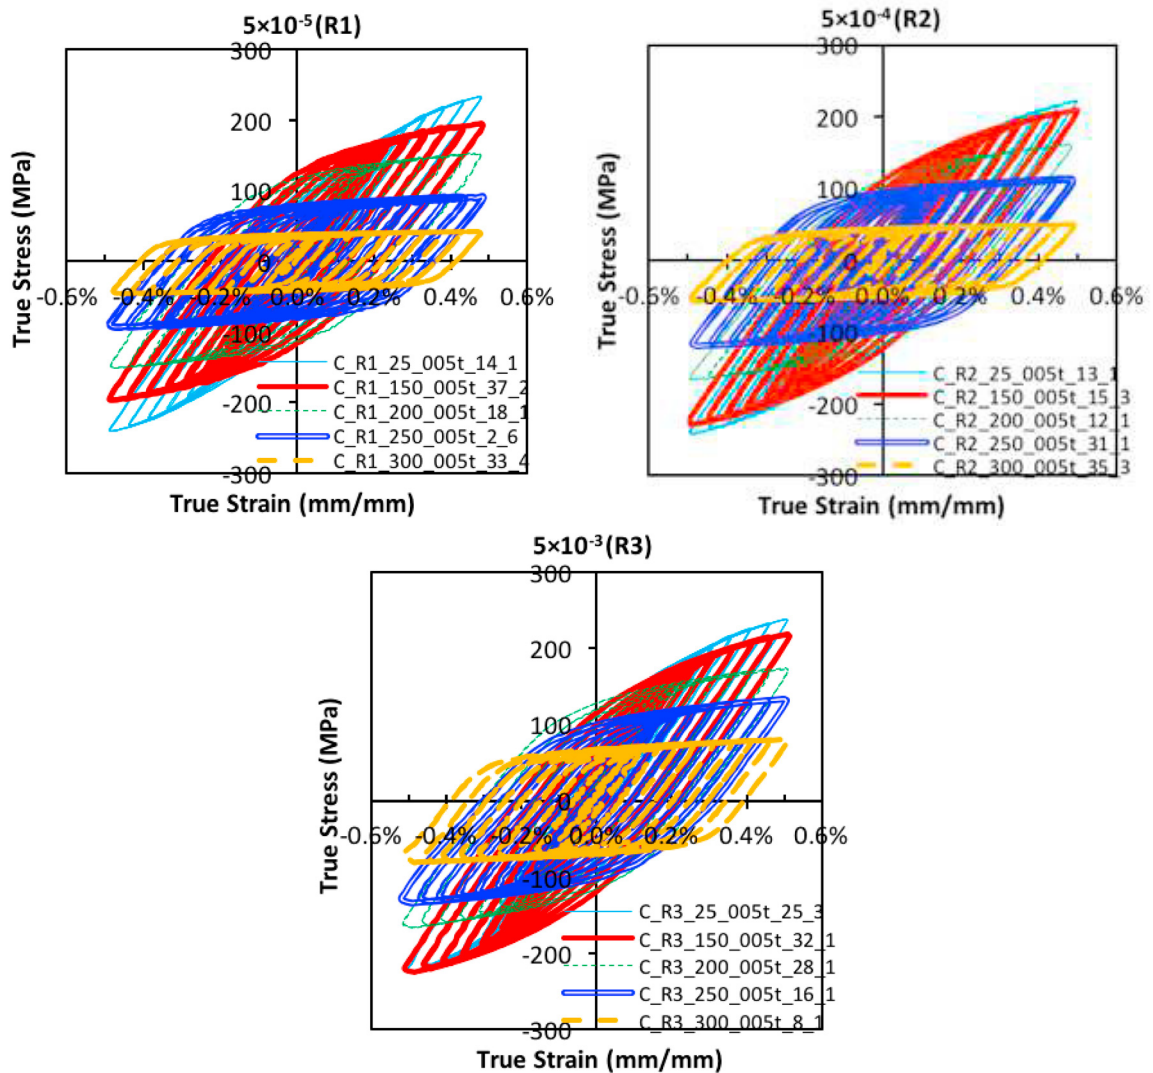 5×10-5(R1)
300
200
100
0
-0.6% -0.4% -0.2% 0.0% 0.2% 0.4% 0.6%
-100
-200
-300
True Stress (MPa)
C_R1_25_005t_14_1
C_R1_150_005t_37_2
C_R1_200_005t_18_1
C_R1_250_005t_2_6
C_R1_300_005t_33_4
True Strain (mm/mm)
5×10-4(R2)
300
200
100
0
-0.6% -0.4% -0.2% 0.0% 0.2% 0.4% 0.6%
-100
-200
-300
True Stress (MPa)
C_R2_25_005t_13_1
C_R2_150_005t_15_3
C_R2_200_005t_12_1
C_R2_250_005t_31_1
C_R2_300_005t_35_3
True Strain (mm/mm)
5×10-3(R3)
300
200
100
0
-0.6% -0.4% -0.2% 0.0% 0.2% 0.4% 0.6%
-100
-200
-300
True Stress (MPa)
C_R3_25_005t_25_3
C_R3_150_005t_32_1
C_R3_200_005t_28_1
C_R3_250_005t_16_1
C_R3_300_005t_8_1
True Strain (mm/mm)